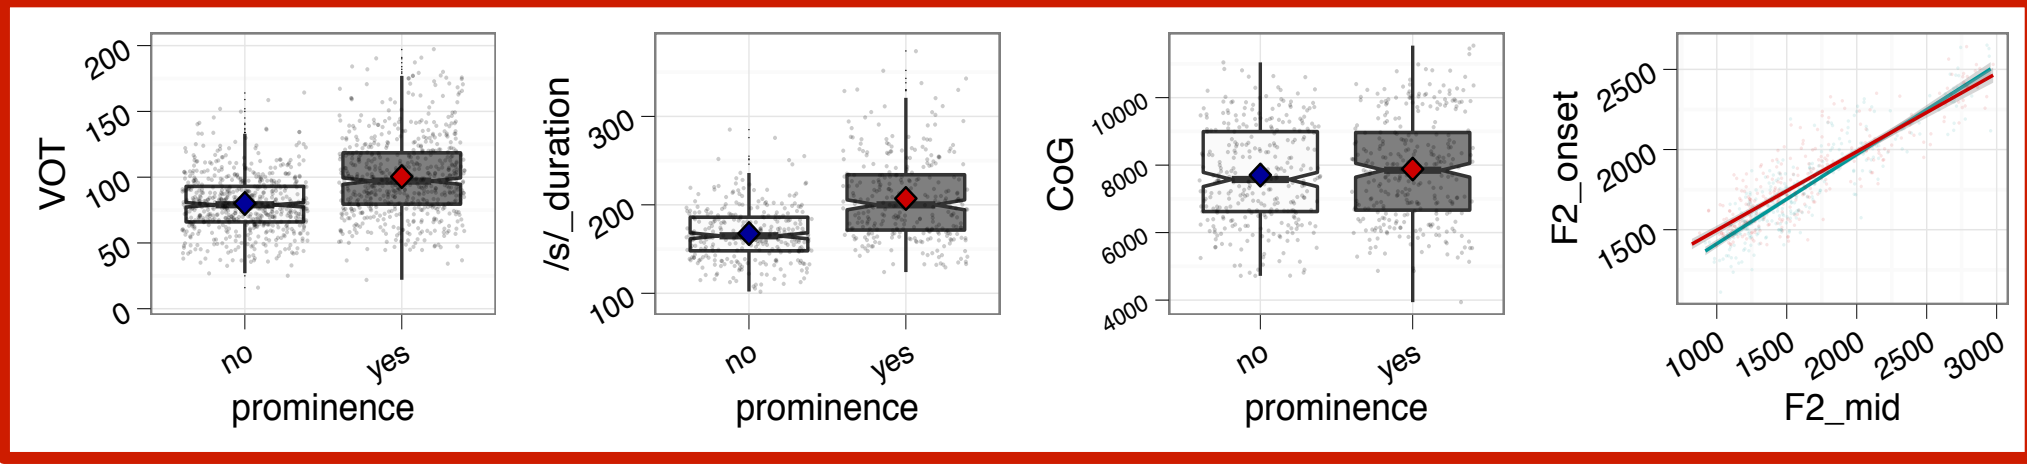 VOT
200
150
100
50
0
no
yes
prominence
/s/_duration
300
200
100
no
yes
prominence
CoG
10000
8000
6000
4000
no
yes
prominence
F2_onset
2500
2000
1500
1000
1500
2000
2500
3000
F2_mid